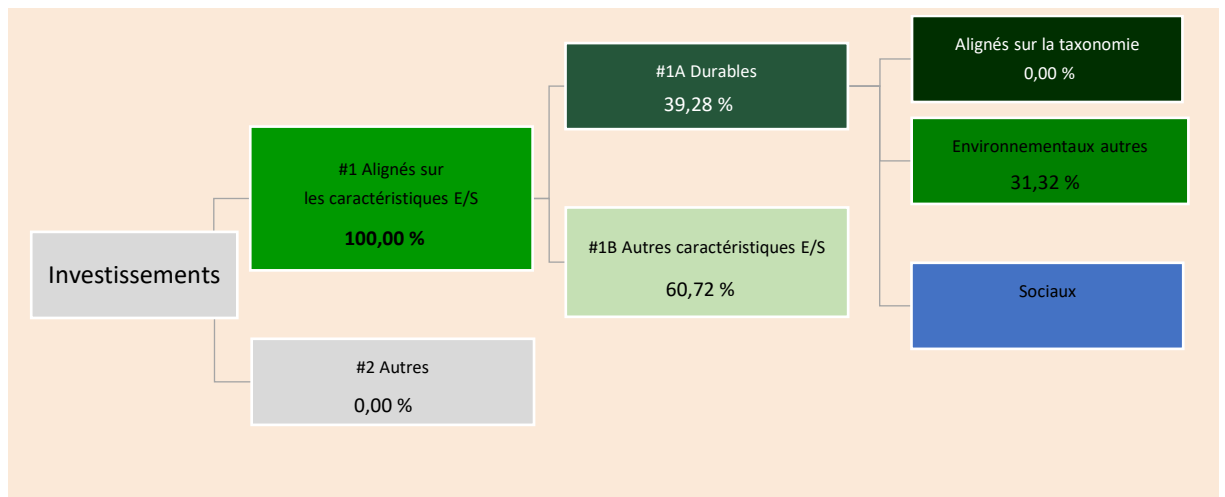 Investissements
#1 Alignés sur
les caractéristiques E/S
100,00 %
#2 Autres
0,00 %
#1A Durables
39,28 %
#1B Autres caractéristiques E/S
60,72 %
Alignés sur la taxonomie
0,00 %
Environnementaux autres
31,32 %
Sociaux